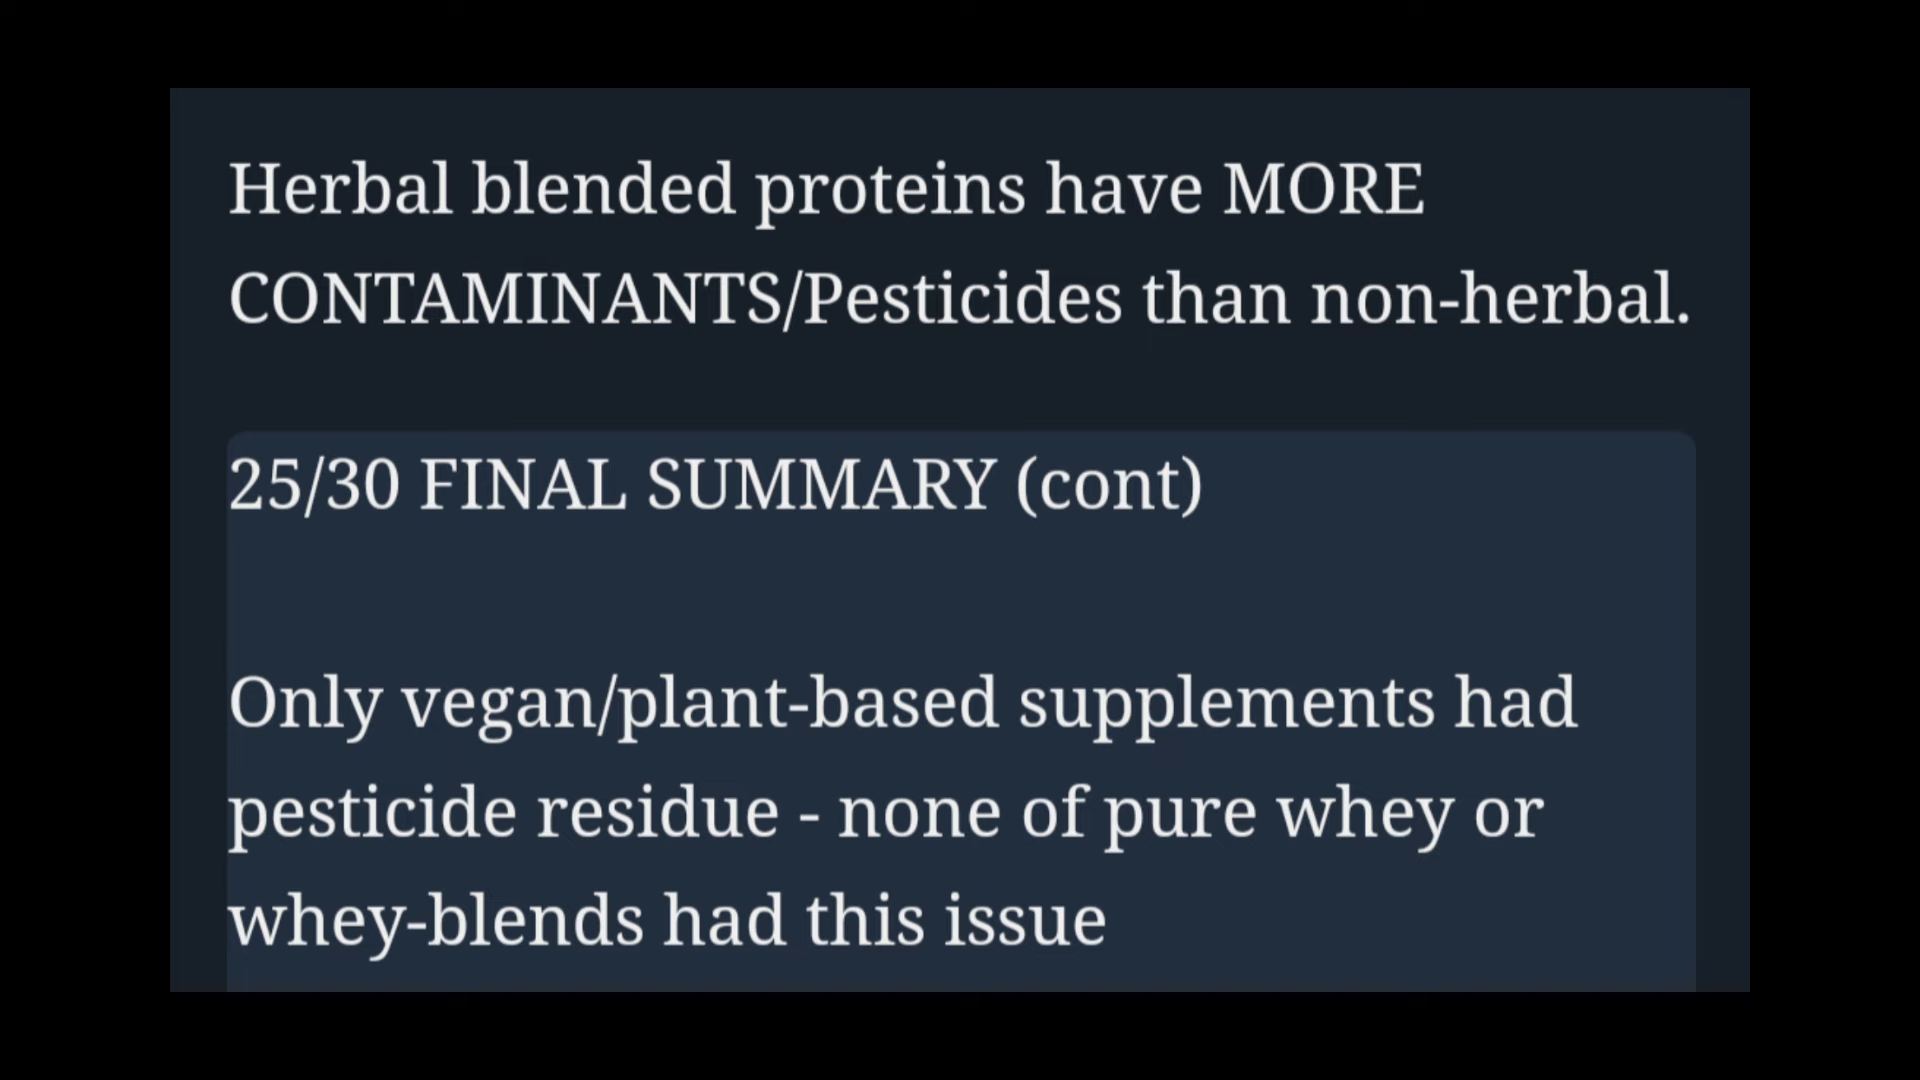 Herbal blended proteins have MORE
CONTAMINANTS/Pesticides than non-herbal.
25/30 FINAL SUMMARY (cont)
Only vegan/plant-based supplements had
pesticide residue - none of pure whey or
whey-blends had this issue